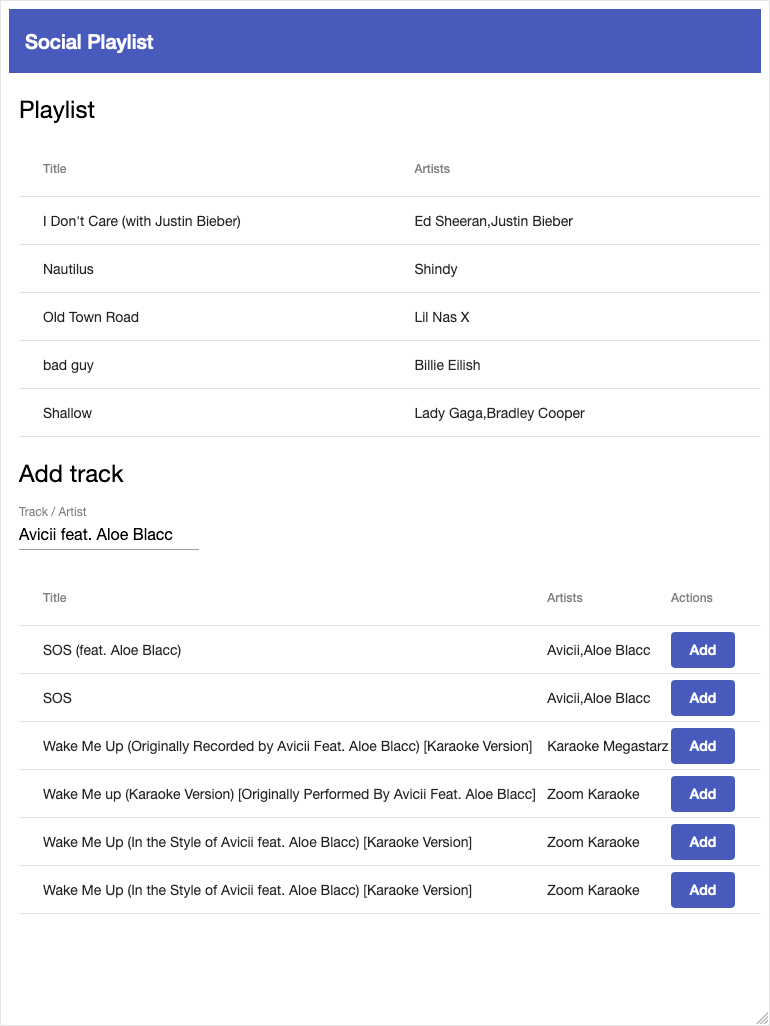 Social Playlist
Playlist
Title Artists
I Don't Care (with Justin Bieber) Ed Sheeran,Justin Bieber
Nautilus Shindy
Old Town Road Lil Nas X
bad guy Billie Eilish
Shallow Lady Gaga,Bradley Cooper
Add track
Track / Artist
Avicii feat. Aloe Blacc
Title Artists Actions
SOS (feat. Aloe Blacc) Avicii,Aloe Blacc Add
SOS Avicii,Aloe Blacc Add
Wake Me Up (Originally Recorded by Avicii Feat. Aloe Blacc) [Karaoke Version] Karaoke Megastarz Add
Wake Me up (Karaoke Version) [Originally Performed By Avicii Feat. Aloe Blacc] Zoom Karaoke Add
Wake Me Up (In the Style of Avicii feat. Aloe Blacc) [Karaoke Version] Zoom Karaoke Add
Wake Me Up (In the Style of Avicii feat. Aloe Blacc) [Karaoke Version] Zoom Karaoke Add